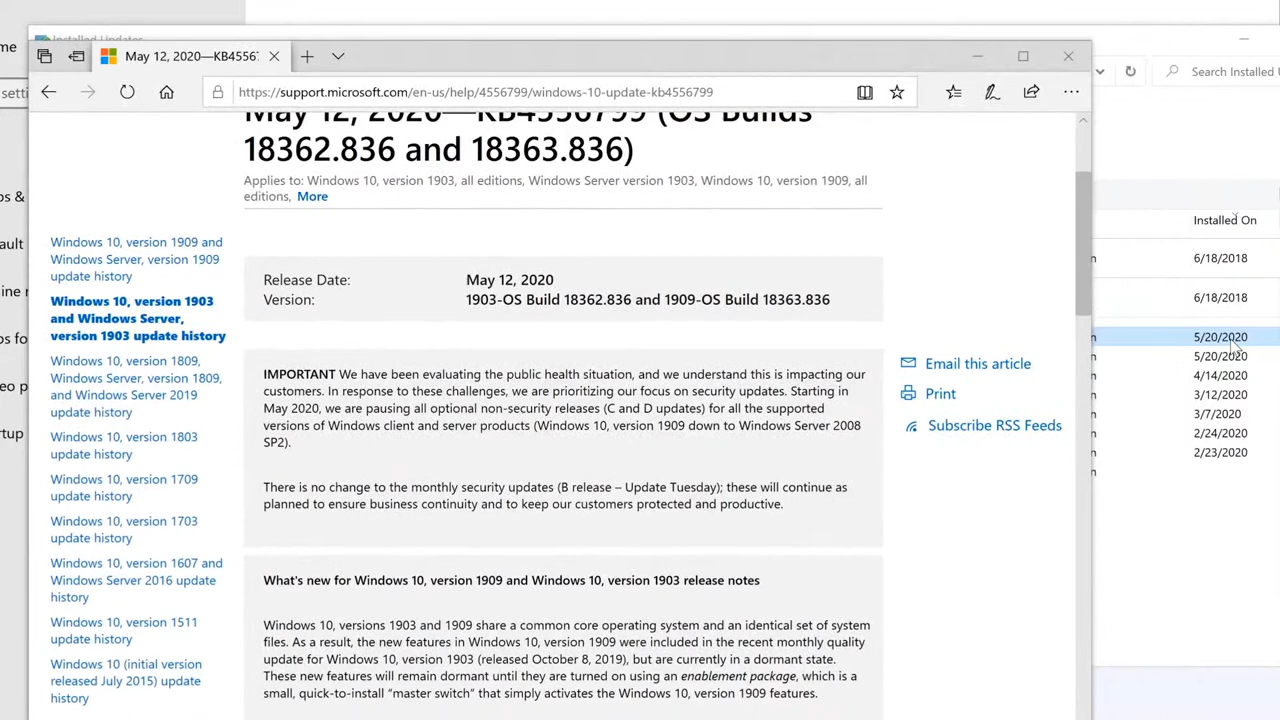 Installed Updates
me
setti
ps &
ault
ine r
ps fo
eo p
rtup
May 12, 2020—KB4556'
https://support.microsoft.com/en-us/help/4556799/windows-10-update-kb4556799
Search Installed U
May 12, 2020—KB4556799 (OS Builds
18362.836 and 18363.836)
Applies to: Windows 10, version 1903, all editions, Windows Server version 1903, Windows 10, version 1909, all
editions, More
Windows 10, version 1909 and
Windows Server, version 1909
update history
Windows 10, version 1903
and Windows Server,
version 1903 update history
Windows 10, version 1809,
Windows Server, version 1809,
and Windows Server 2019
update history
Windows 10, version 1803
update history
Windows 10, version 1709
update history
Windows 10, version 1703
update history
Windows 10, version 1607 and
Windows Server 2016 update
history
Windows 10, version 1511
update history
Windows 10 (initial version
released July 2015) update
history
Release Date: May 12, 2020
Version: 1903-OS Build 18362.836 and 1909-OS Build 18363.836
IMPORTANT We have been evaluating the public health situation, and we understand this is impacting our
customers. In response to these challenges, we are prioritizing our focus on security updates. Starting in
May 2020, we are pausing all optional non-security releases (C and D updates) for all the supported
versions of Windows client and server products (Windows 10, version 1909 down to Windows Server 2008
SP2).
There is no change to the monthly security updates (B release – Update Tuesday); these will continue as
planned to ensure business continuity and to keep our customers protected and productive.
What's new for Windows 10, version 1909 and Windows 10, version 1903 release notes
Windows 10, versions 1903 and 1909 share a common core operating system and an identical set of system
files. As a result, the new features in Windows 10, version 1909 were included in the recent monthly quality
update for Windows 10, version 1903 (released October 8, 2019), but are currently in a dormant state.
These new features will remain dormant until they are turned on using an enablement package, which is a
small, quick-to-install “master switch” that simply activates the Windows 10, version 1909 features.
Email this article
Print
Subscribe RSS Feeds
Installed On
n 6/18/2018
6/18/2018
n 5/20/2020
n 5/20/2020
n 4/14/2020
n 3/12/2020
n 3/7/2020
n 2/24/2020
n 2/23/2020
n